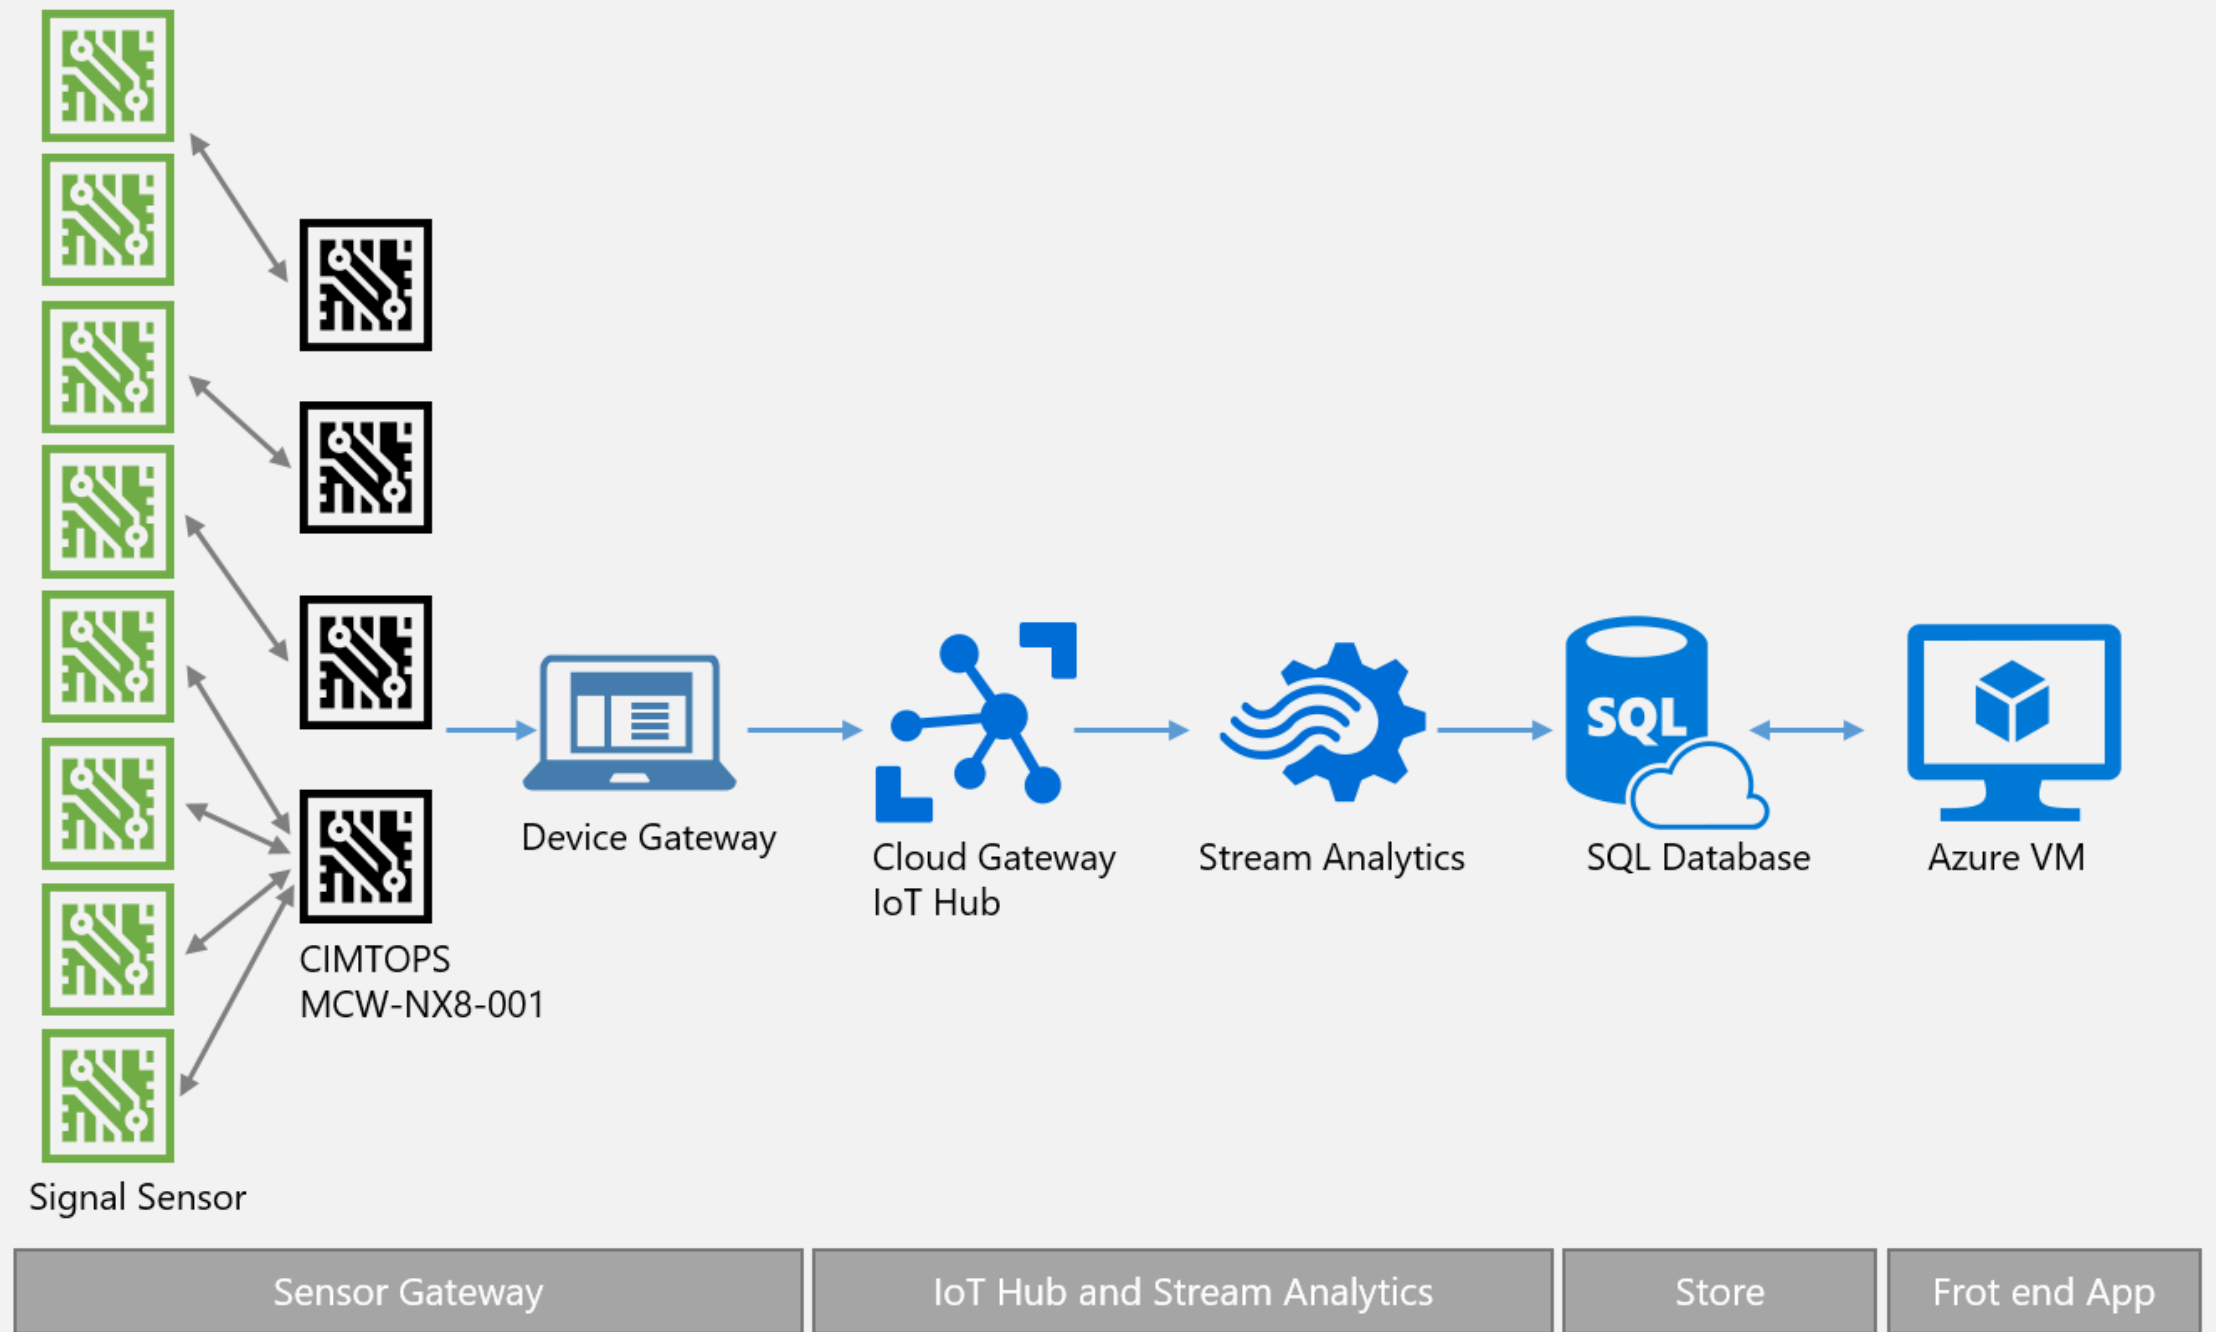 SQL
Device Gateway
Cloud Gateway
IoT Hub
Stream Analytics
SQL Database
Azure VM
CIMTOPS
MCW-NX8-001
Signal Sensor
Sensor Gateway
IoT Hub and Stream Analytics
Store
Frot end App